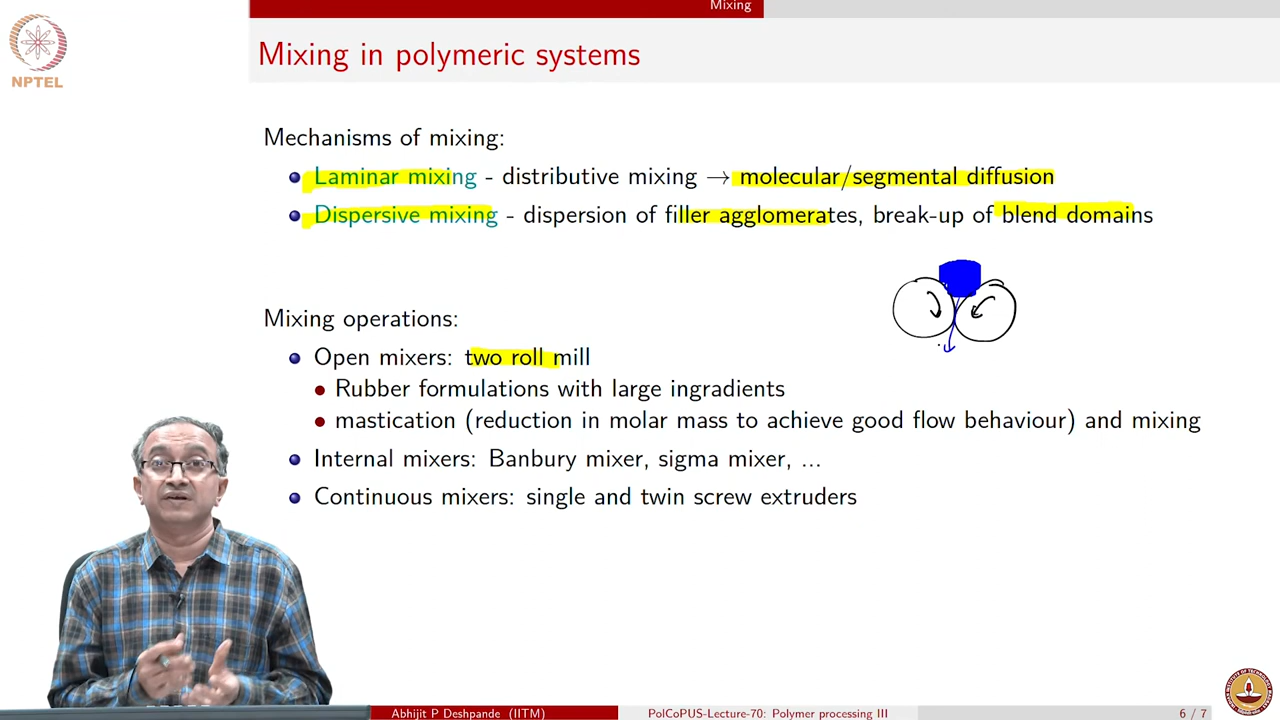 Mixing
NPTEL
Mixing in polymeric systems
Mechanisms of mixing:
Laminar mixing - distributive mixing → molecular/segmental diffusion
Dispersive mixing - dispersion of filler agglomerates, break-up of blend domains
Mixing operations:
Open mixers: two roll mill
Rubber formulations with large ingradients
mastication (reduction in molar mass to achieve good flow behaviour) and mixing
Internal mixers: Banbury mixer, sigma mixer, ...
Continuous mixers: single and twin screw extruders
Abhijit P Deshpande (IITM) PolCoPUS-Lecture-70: Polymer processing III 6 / 7